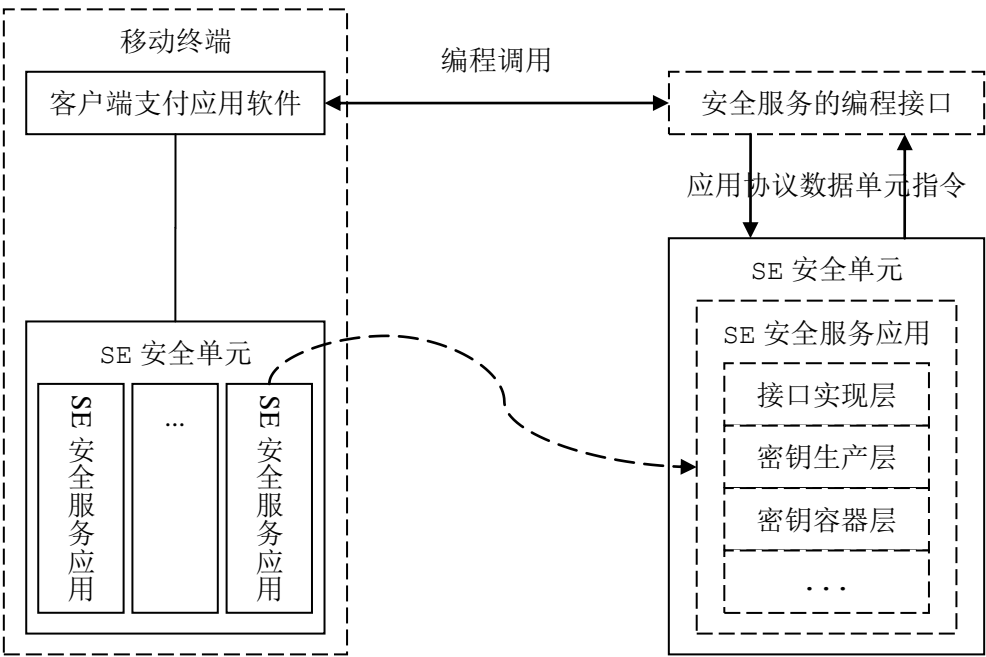 移动终端
客户端支付应用软件
SE 安全单元
SE 安全服务应用
...
SE 安全服务应用
编程调用
安全服务的编程接口
应用协议数据单元指令
SE 安全单元
SE 安全服务应用
接口实现层
密钥生产层
密钥容器层
...